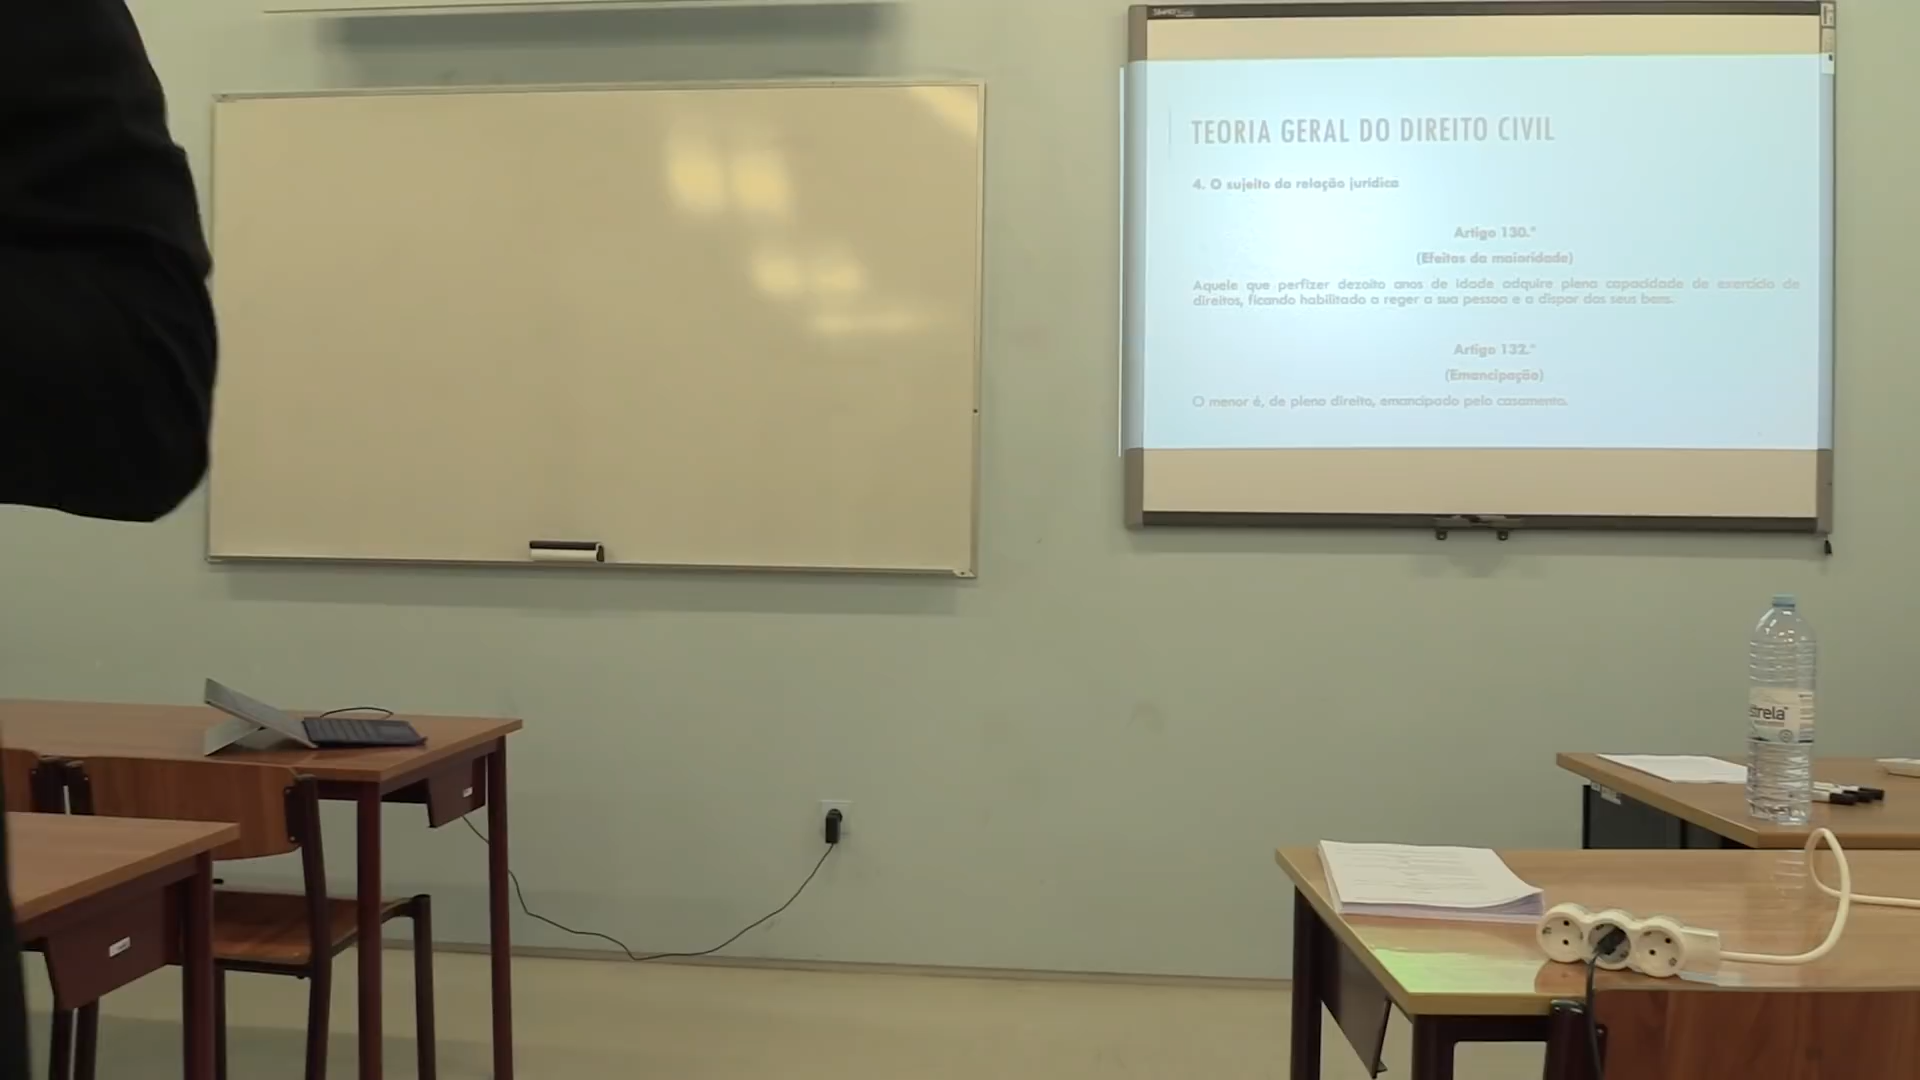 TEORIA GERAL DO DIREITO CIVIL
4. O sujeito da relação jurídica
Artigo 130.º
(Efeitos da maioridade)
Aquele que perfizer dezoito anos de idade adquire plena capacidade de exercício de
direitos, ficando habilitado a reger a sua pessoa e a dispor dos seus bens.
Artigo 132.º
(Emancipação)
O menor é, de pleno direito, emancipado pelo casamento.
strela